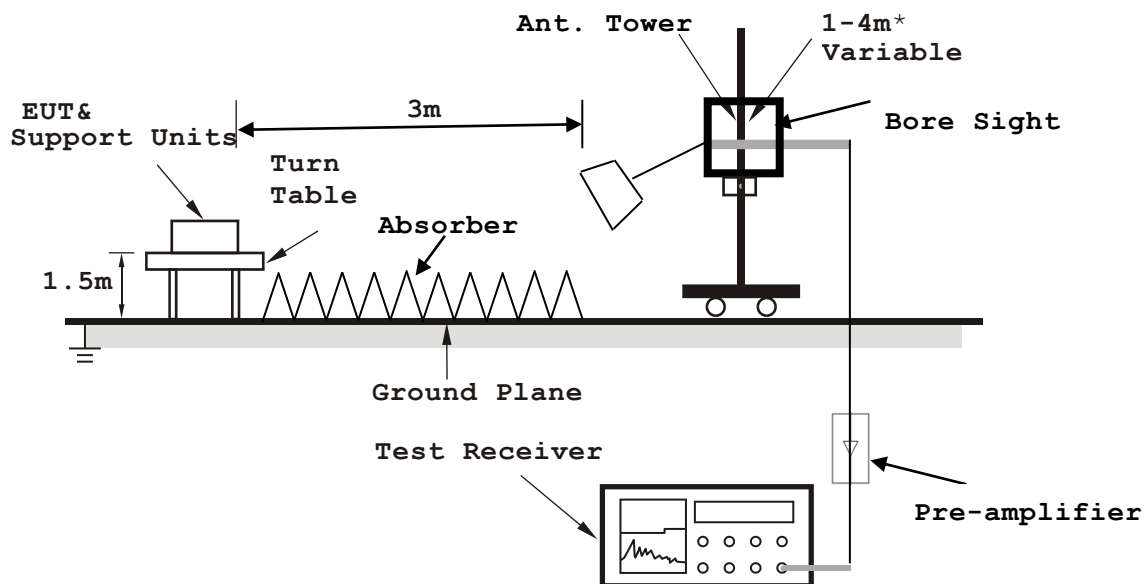 Ant. Tower
1-4m*
Variable
EUT&
Support Units
3m
Bore Sight
Turn
Table
Absorber
1.5m
Ground Plane
Test Receiver
Pre-amplifier